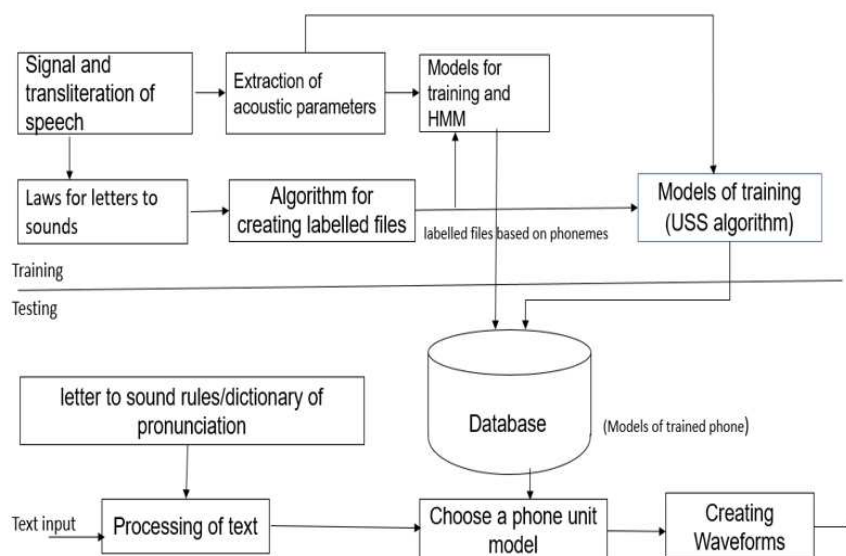 Signal and
transliteration of
speech
Extraction of
acoustic parameters
Models for
training and
HMM
Laws for letters to
sounds
Algorithm for
creating labelled files
labelled files based on phonemes
Models of training
(USS algorithm)
Training
Testing
letter to sound rules/dictionary of
pronunciation
Database
(Models of trained phone)
Text input
Processing of text
Choose a phone unit
model
Creating
Waveforms